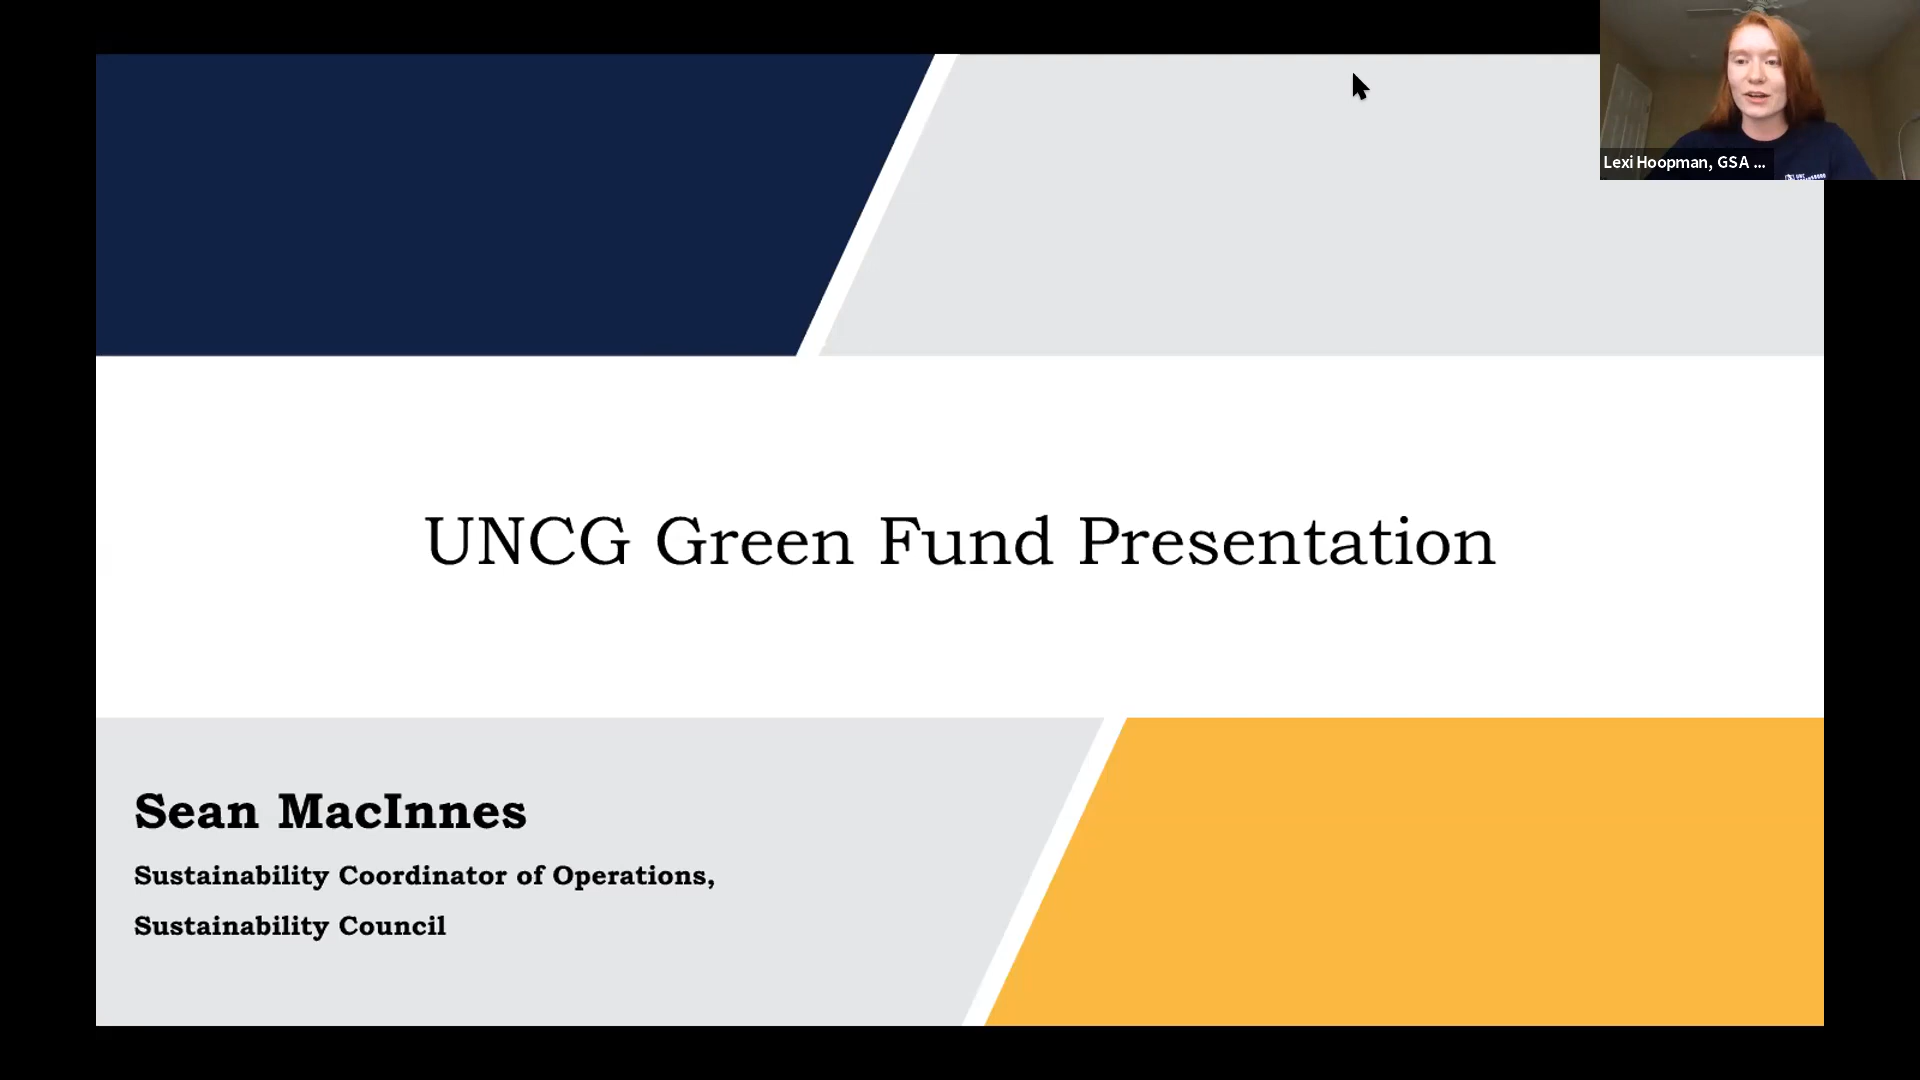 Lexi Hoopman, GSA ...
UNCG Green Fund Presentation
Sean MacInnes
Sustainability Coordinator of Operations,
Sustainability Council